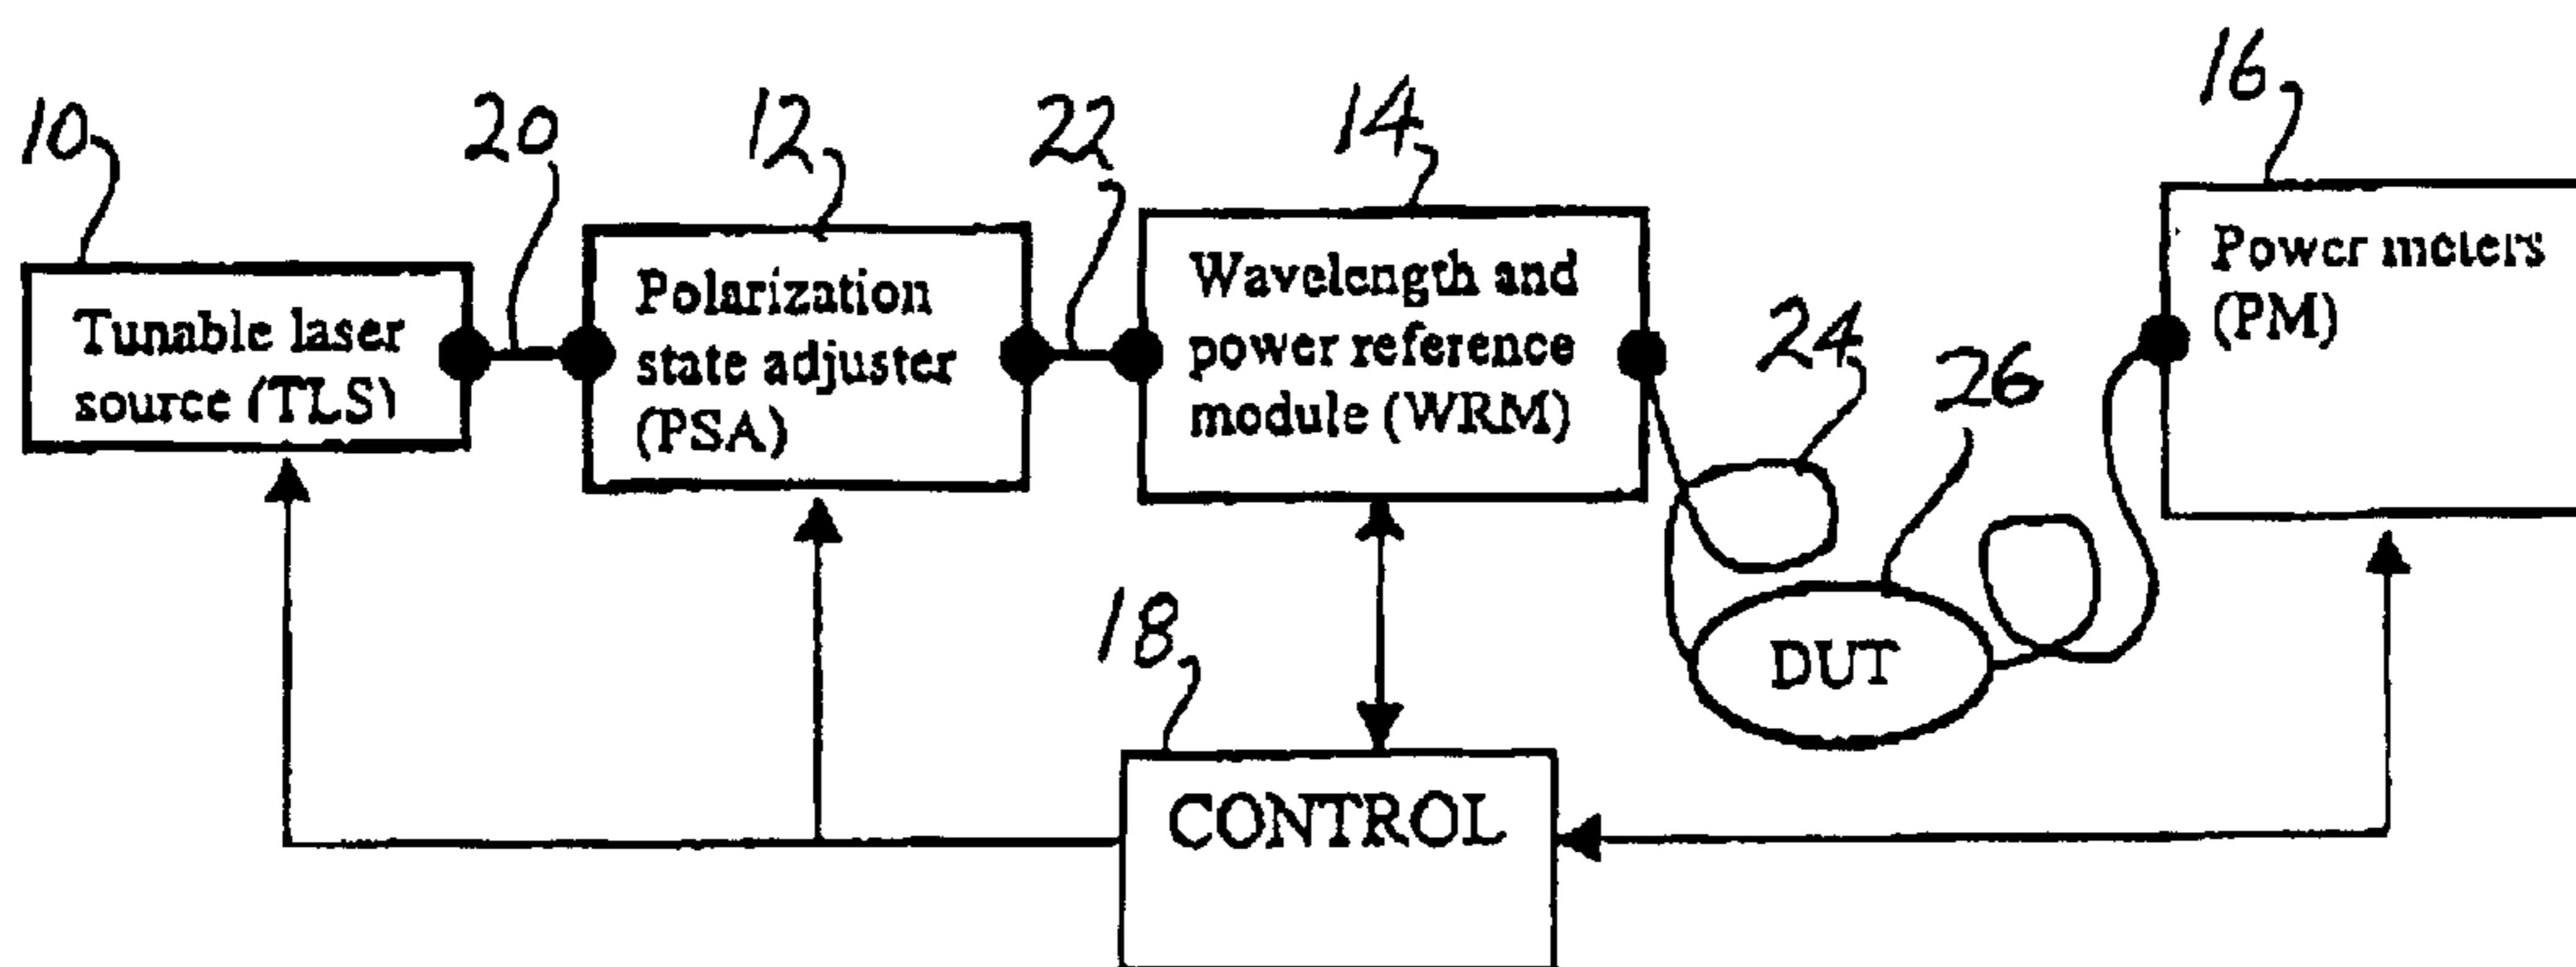 10
20
12
22
14
16
Tunable laser
source (TLS)
Polarization
state adjuster
(PSA)
Wavelength and
power reference
module (WRM)
24
26
Power meters
(PM)
18
DUT
CONTROL